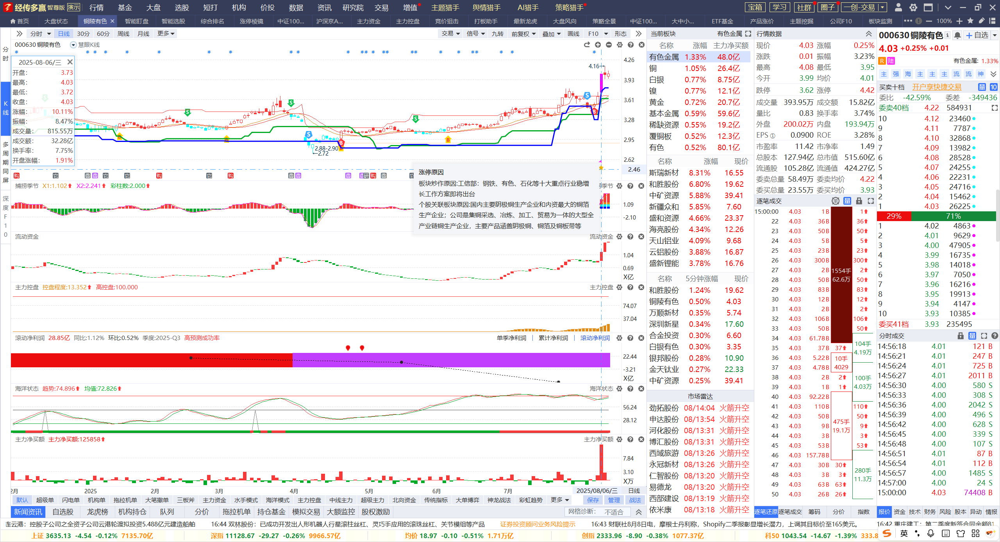 经传多赢 智尊版 演示 行情 基金 大盘 选股 短打 机构 价投 数据 资讯 研究院 交易 增值 主题猎手 舆情猎手 AI猎手 策略猎手 宝箱 学习 社群 圈子 一创-交易
首页 大盘状态 铜陵有色 智能盯盘 智能选股 综合排名 涨停棱镜 中证100... 沪深京A... 主力资金 主力控盘 竞价狙击 打板助手 最新龙虎 大盘风向 策略全景 中证100... 大中小... ETF基金 产品涨价 主题挖掘 公司F10 板块监测 100%
分时 日线 30分 60分 周线 月线 更多 交易 信号 九转 前复权 叠加 画线 F10 形态
分时
K线
多周期同屏
深度F10
000630 铜陵有色 慧眼K线
2025-08-06/三
开盘: 3.73
最高: 4.03
最低: 3.72
收盘: 4.03
涨幅: 10.11%
振幅: 8.47%
成交量: 815.55万
成交额: 32.28亿
换手率: 7.75%
开盘涨幅: 1.91%
4.16
2.88-2.90
2.72
4.26
3.93
3.61
3.28
2.95
2.62
2.46
涨停原因
板块炒作原因:工信部：钢铁、有色、石化等十大重点行业稳增
长工作方案即将出台
个股关联板块原因:国内主要阴极铜生产企业和内资最大的铜箔
生产企业；公司是集铜采选、冶炼、加工、贸易为一体的大型全
产业链铜生产企业，主要产品涵盖阴极铜、铜箔及铜板带等
捕捞季节 X1:1.102 X2:2.241 彩柱数:2.000
1.09
-2.10
流动资金 流动资金
1.04
0.69
X亿
主力控盘 控盘程度:13.352 高控盘:100.000 主力控盘
74.07
37.04
滚动净利润 28.85亿 同比:1.12% 环比:0.52% 季度:2025-Q3 高预测成功率 单季净利润 累计净利润 滚动净利润
22.44
-3.21
X亿
海洋状态 趋势:74.896 均值:72.826 海洋状态
56.24
28.12
主力净买额 主力净买额:125858 主力净买额
7.84
3.10
X万
2月 2025 2月 3月 4月 5月 6月 7月 2025/08/06/三 日线
默认 超级单 闪电单 机构单 拖拉机单 大笔撤单 三板斧 主力资金 水手模式 海洋模式 主力控盘 中线主力 超级主力 北向资金 传统指标 大单博弈 神龙战法 彩虹趋势 更多 保存 管理 战法
新闻资讯 自选股 龙虎榜 机构持仓 队列 分价 拖拉机单 持仓基金 模拟交易 大额监控 股权激励 网格诊断: 不适合
当前板块 有色金属
名称 涨幅 主力净买额
有色金属 1.33% 48.0亿
铜 1.05% 26.4亿
白银 0.77% 8.75亿
镍 0.77% 12.1亿
黄金 0.72% 20.7亿
基本金属 0.59% 59.6亿
稀缺资源 0.55% 19.2亿
覆铜板 0.52% 12.3亿
有色 0.52% 80.1亿
名称 涨幅 现价
斯瑞新材 8.31% 16.55
和胜股份 6.80% 19.62
中矿资源 5.88% 39.41
新疆众和 5.85% 7.60
盛和资源 4.66% 23.37
海亮股份 4.34% 12.26
天山铝业 4.09% 9.68
云铝股份 3.88% 16.87
盛新锂能 3.78% 16.76
名称 5分钟涨幅 现价
和胜股份 1.24% 19.62
铜陵有色 0.50% 4.03
万顺新材 0.35% 5.74
深圳新星 0.34% 17.60
合金投资 0.30% 6.60
白银有色 0.30% 3.35
银邦股份 0.28% 10.90
金天钛业 0.27% 22.33
中矿资源 0.25% 39.41
市场雷达
劲拓股份 08/14:04 火箭升空
申达股份 08/13:54 火箭升空
河化股份 08/13:31 火箭升空
博汇股份 08/13:31 火箭升空
西域旅游 08/13:26 火箭升空
永冠新材 08/13:26 火箭升空
仁智股份 08/13:20 火箭升空
易德龙 08/13:20 火箭升空
西部建设 08/13:19 火箭升空
依米康 08/13:18 火箭升空
行情数据
现价 4.03 涨幅 0.25%
涨跌 0.01 振幅 3.23%
最高 4.08 最低 3.95
今开 3.99 均价 4.01
跌停 3.62 涨停 4.42
成交量 393.95万 成交额 15.82亿
量比 0.83 换手率 3.74%
外盘 200.02万 内盘 193.94万
EPS① 0.0900 ROE 3.28%
市盈率 11.42 市净率 1.49
总股本 127.94亿 总市值 515.60亿
流通股 105.28亿 流通值 424.27亿
委卖总量 58.49万 委卖均价 4.22
委买总量 23.55万 委买均价 3.93
逐笔成交 量
15:00:00 4.03 1B 1
22 4.03 36B 36
23 4.03 50B 50
24 4.03 5B 5
25 4.03 23B 23
26 4.03 300B 300
27 4.03 2B 2
28 4.03 50B 50
29 4.03 83B 83
30 4.03 12B 12
31 4.03 2B 2
32 4.03 106B 106
33 4.03 50B 50
34 4.03 61.78B
35 4.03 37B 37
36 4.03 5.22B
37 4.03 4.78B
38 4.03 2B 2
39 4.03 1B 1
40 4.03 92.22B
41 4.03 110B 110
42 4.03 50B 50
43 4.03 9B 9
44 4.03 3B 3
45 4.03 53B 53
46 4.03 157.78B
47 4.03 30B 30
48 4.03 3B 3
49 4.03 63B 63
50 4.03 26B 26
1554手
62.6万
104手
4.19万
10手
4029
100手
4.03万
475手
19.1万
280手
11.3万
逐笔还原 逐笔成交 筹码 分价 指数
000630 铜陵有色 自选
4.03 +0.25% +0.01
R 陆 有色金属: 1.33%
主 强 海 主 主 主 流 流 神
买卖十档 开户享快捷交易 量 10
委比 -42.59% 委差 -349436
委卖40档 4.22 584931
10 4.12 23460
9 4.11 7787
8 4.10 32868
7 4.09 13982
6 4.08 28528
5 4.07 24255
4 4.06 22231
3 4.05 24716
2 4.04 15462
1 4.03 26225
29% 71%
1 4.02 4863
2 4.01 9629
3 4.00 47905
4 3.99 16735
5 3.98 14018
6 3.97 7050
7 3.96 16216
8 3.95 19913
9 3.94 4147
10 3.93 10385
委买41档 3.93 235495
分时成交 量
14:56:18 4.01 121 B
14:56:21 4.01 247 B
14:56:24 4.01 725 B
14:56:27 4.01 2011 B
14:56:30 4.00 580 S
14:56:33 4.00 308 S
14:56:36 4.00 2042 S
14:56:39 4.00 496 S
14:56:42 4.00 628 S
14:56:45 4.00 339 S
14:56:48 4.00 107 S
14:56:51 4.01 87 B
14:56:54 4.01 112 B
14:56:57 4.00 1485 S
14:57:00 4.00 24 S
15:00:00 4.03 74408 B
报价 资金 技术 财务 风险 股本 异动 情报
连云港：控股子公司之全资子公司云港轮渡拟投资5.488亿元建造船舶 16:44 双林股份：已成功开发出人形机器人行星滚柱丝杠、灵巧手应用的滚珠丝杠、关节模组等产品 证券投资顾问业务风险提示 16:43 财联社8月8日电，摩根士丹利称，Shopify二季报彰显增长潜力，上调其目标价至165美元。 16:42 重庆建工：第二季度新签合同金额81
上证 3635.13 -4.54 -0.12% 7135.70亿 深指 11128.67 -29.27 -0.26% 9966.57亿 均价 18.97 -0.10 -0.51% 1.71万亿 创指 2333.96 -8.90 -0.38% 1077.37亿 科50 1043.54 -14.67 -1.39% 333.8 英